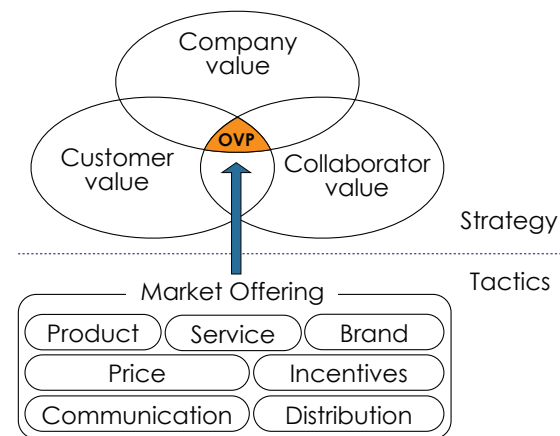 Company
value
OVP
Customer
value
Collaborator
value
Strategy
Tactics
Market Offering
Product Service Brand
Price Incentives
Communication Distribution